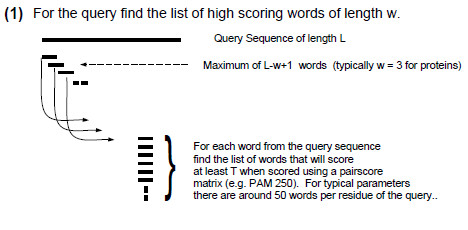 (1) For the query find the list of high scoring words of length w.
Query Sequence of length L
Maximum of L-w+1 words (typically w = 3 for proteins)
For each word from the query sequence
find the list of words that will score
at least T when scored using a pairscore
matrix (e.g. PAM 250). For typical parameters
there are around 50 words per residue of the query..